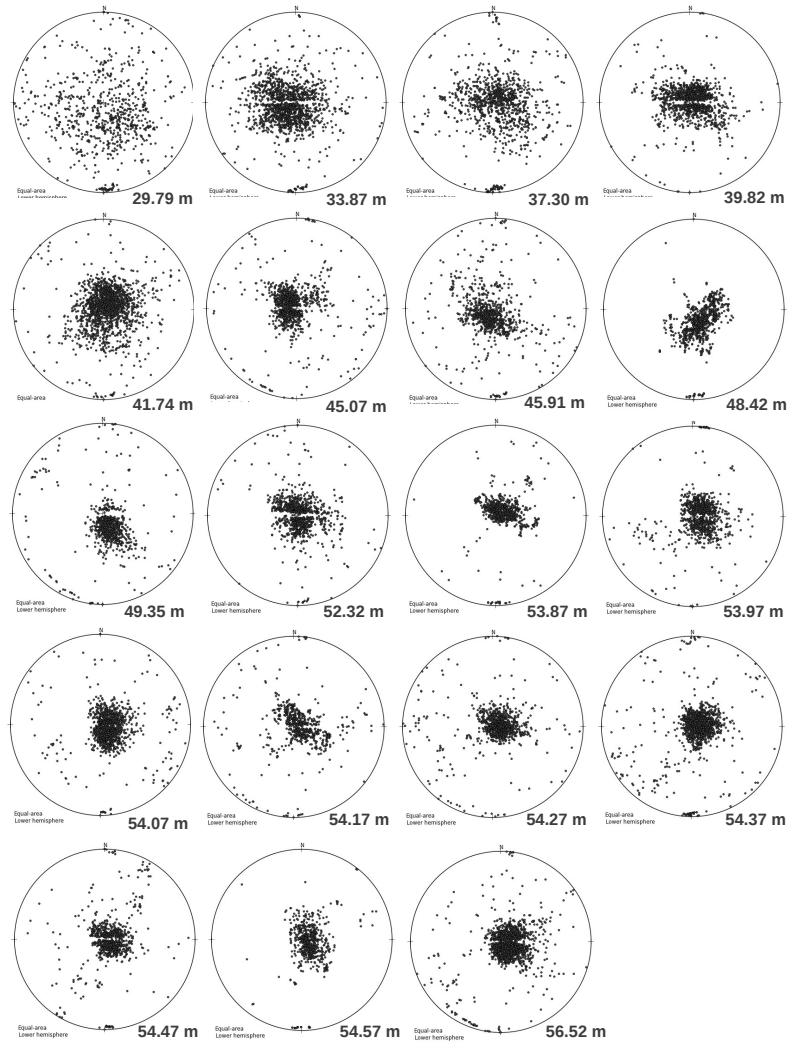 N N N N
Equal-area Equal-area Equal-area Equal-area
Lower hemisphere Lower hemisphere
29.79 m 33.87 m 37.30 m 39.82 m
N N N N
Equal-area Equal-area Equal-area
Lower hemisphere
41.74 m 45.07 m 45.91 m 48.42 m
N N N N
Equal-area Equal-area Equal-area Equal-area
Lower hemisphere Lower hemisphere Lower hemisphere Lower hemisphere
49.35 m 52.32 m 53.87 m 53.97 m
N N N N
Equal-area Equal-area Equal-area Equal-area
Lower hemisphere Lower hemisphere Lower hemisphere Lower hemisphere
54.07 m 54.17 m 54.27 m 54.37 m
N N N
Equal-area Equal-area Equal-area
Lower hemisphere Lower hemisphere Lower hemisphere
54.47 m 54.57 m 56.52 m